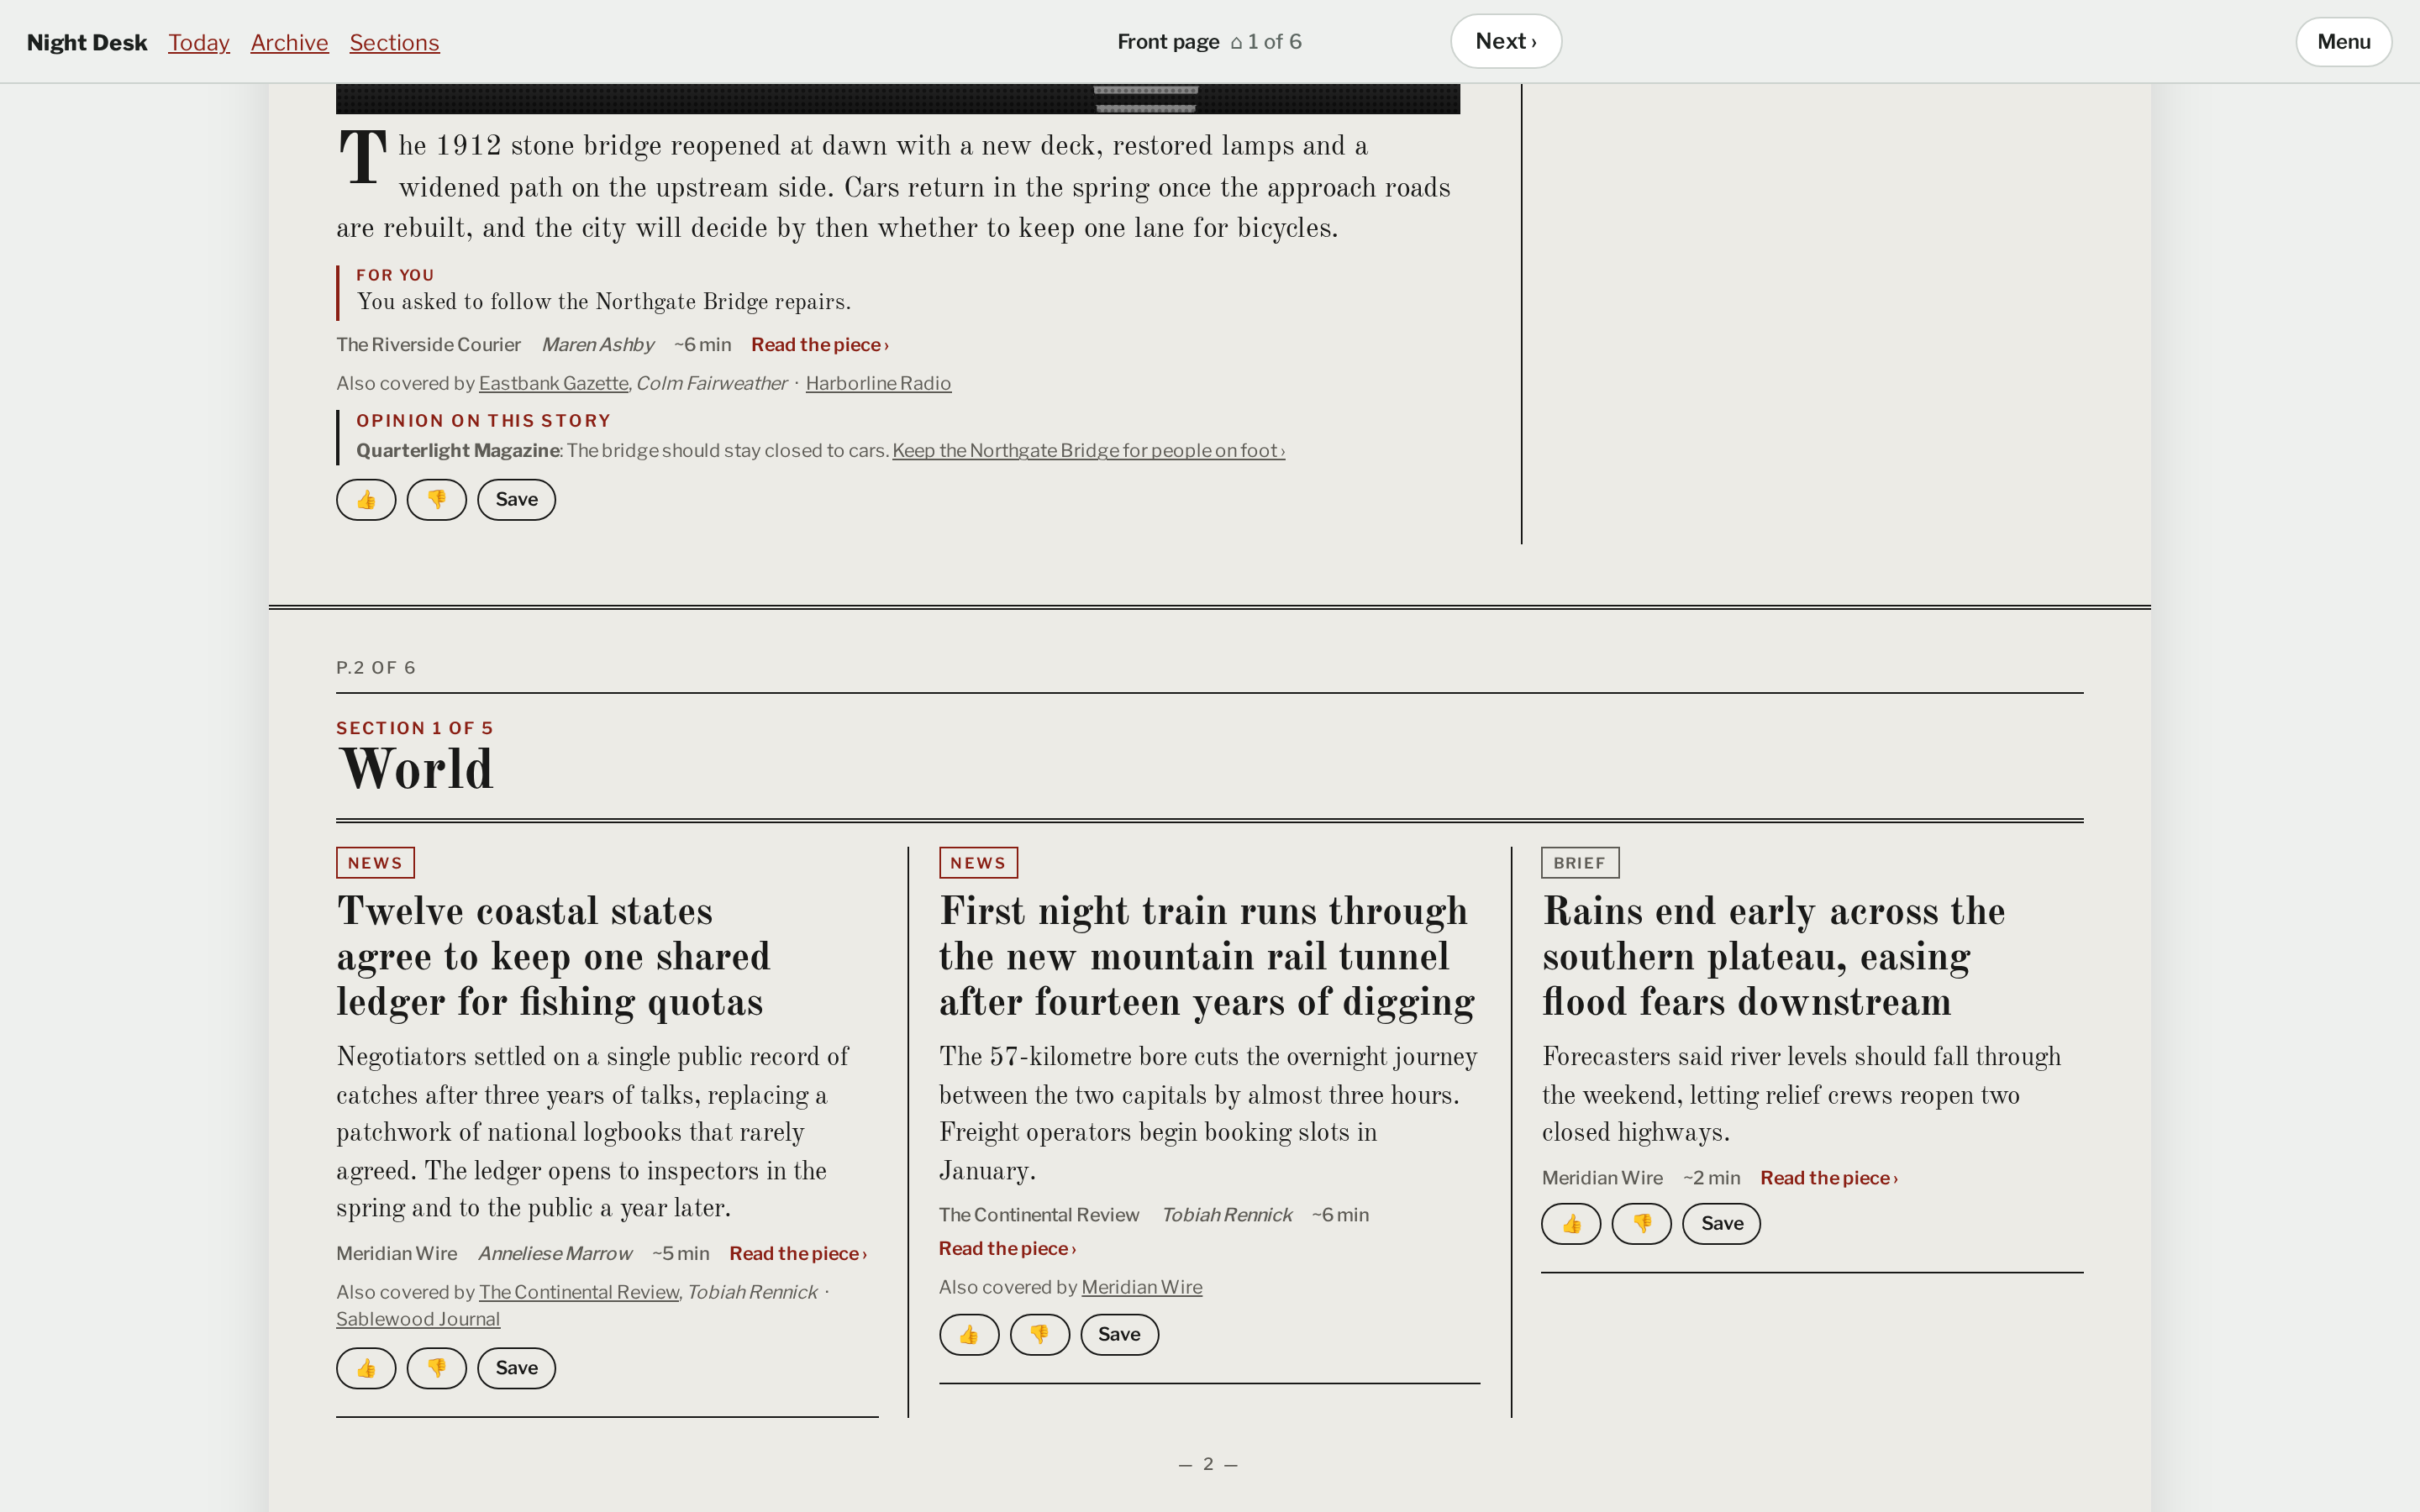 Night Desk Today Archive Sections
Front page ⌂ 1 of 6
Next ›
Menu
The 1912 stone bridge reopened at dawn with a new deck, restored lamps and a
widened path on the upstream side. Cars return in the spring once the approach roads
are rebuilt, and the city will decide by then whether to keep one lane for bicycles.
FOR YOU
You asked to follow the Northgate Bridge repairs.
The Riverside Courier Maren Ashby ~6 min Read the piece ›
Also covered by Eastbank Gazette, Colm Fairweather · Harborline Radio
OPINION ON THIS STORY
Quarterlight Magazine: The bridge should stay closed to cars. Keep the Northgate Bridge for people on foot ›
👍 👎 Save
P.2 OF 6
SECTION 1 OF 5
World
NEWS
Twelve coastal states
agree to keep one shared
ledger for fishing quotas
Negotiators settled on a single public record of
catches after three years of talks, replacing a
patchwork of national logbooks that rarely
agreed. The ledger opens to inspectors in the
spring and to the public a year later.
Meridian Wire Anneliese Marrow ~5 min Read the piece ›
Also covered by The Continental Review, Tobiah Rennick ·
Sablewood Journal
👍 👎 Save
NEWS
First night train runs through
the new mountain rail tunnel
after fourteen years of digging
The 57-kilometre bore cuts the overnight journey
between the two capitals by almost three hours.
Freight operators begin booking slots in
January.
The Continental Review Tobiah Rennick ~6 min
Read the piece ›
Also covered by Meridian Wire
👍 👎 Save
BRIEF
Rains end early across the
southern plateau, easing
flood fears downstream
Forecasters said river levels should fall through
the weekend, letting relief crews reopen two
closed highways.
Meridian Wire ~2 min Read the piece ›
👍 👎 Save
— 2 —